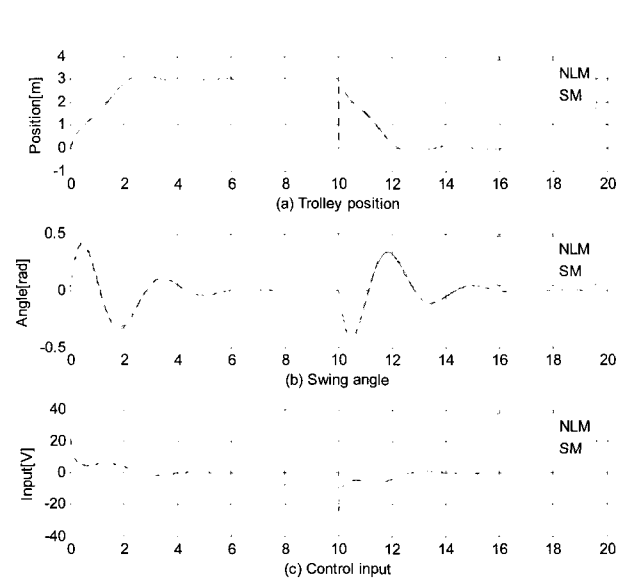 4
3
2
1
0
-1
Position[m]
NLM
SM
0 2 4 6 8 10 12 14 16 18 20
(a) Trolley position
0.5
0
-0.5
Angle[rad]
NLM
SM
0 2 4 6 8 10 12 14 16 18 20
(b) Swing angle
40
20
0
-20
-40
Input[V]
NLM
SM
0 2 4 6 8 10 12 14 16 18 20
(c) Control input